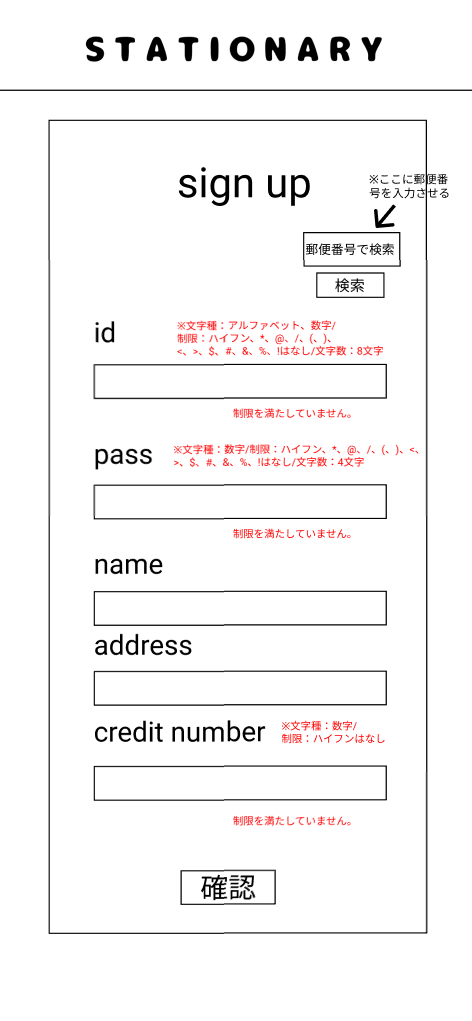 STATIONARY
sign up
※ここに郵便番
号を入力させる
郵便番号で検索
検索
id
※文字種：アルファベット、数字/
制限：ハイフン、*、@、/、(、)、
<、>、$、#、&、%、!はなし/文字数：8文字
制限を満たしていません。
pass
※文字種：数字/制限：ハイフン、*、@、/、(、)、<、
>、$、#、&、%、!はなし/文字数：4文字
制限を満たしていません。
name
address
credit number
※文字種：数字/
制限：ハイフンはなし
制限を満たしていません。
確認